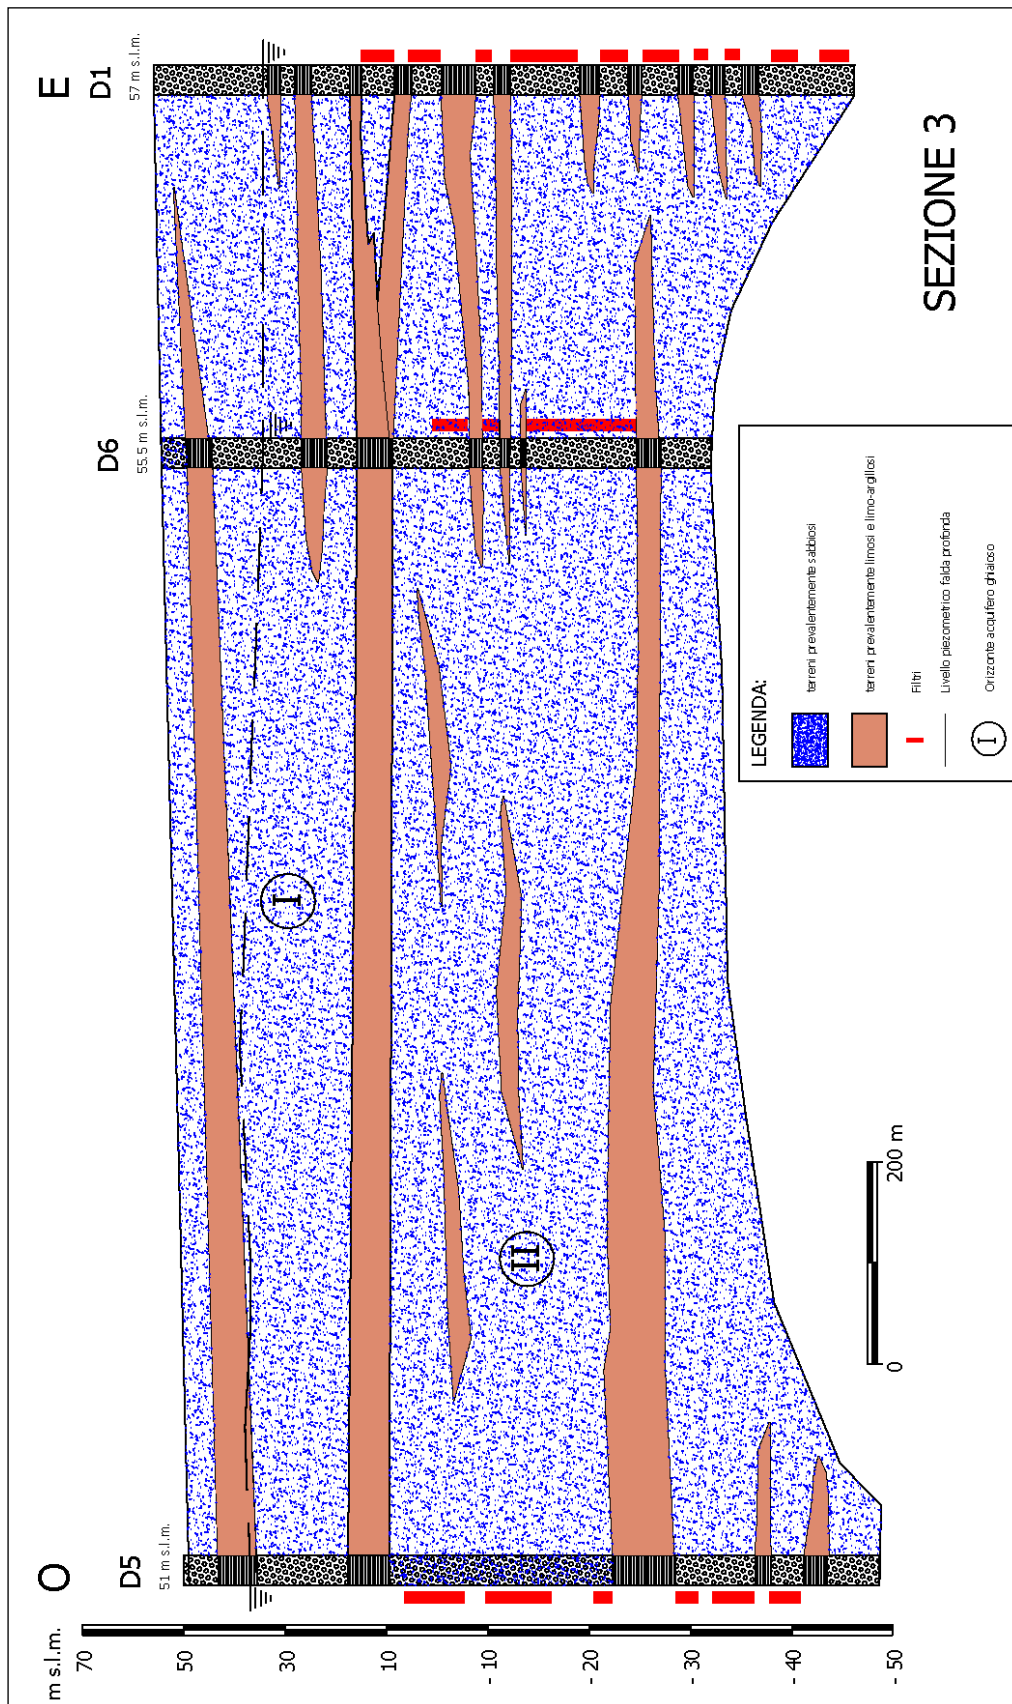 O
E
D5
51 m s.l.m.
D6
55.5 m s.l.m.
D1
57 m s.l.m.
m s.l.m.
70
50
30
10
- 10
- 20
- 30
- 40
- 50
I
II
0
200 m
SEZIONE 3
LEGENDA:
terreni prevalentemente sabbiosi
terreni prevalentemente limosi e limo-argillosi
Filtri
Livello piezometrico falda profonda
I
Orizzonte acquifero ghiaioso